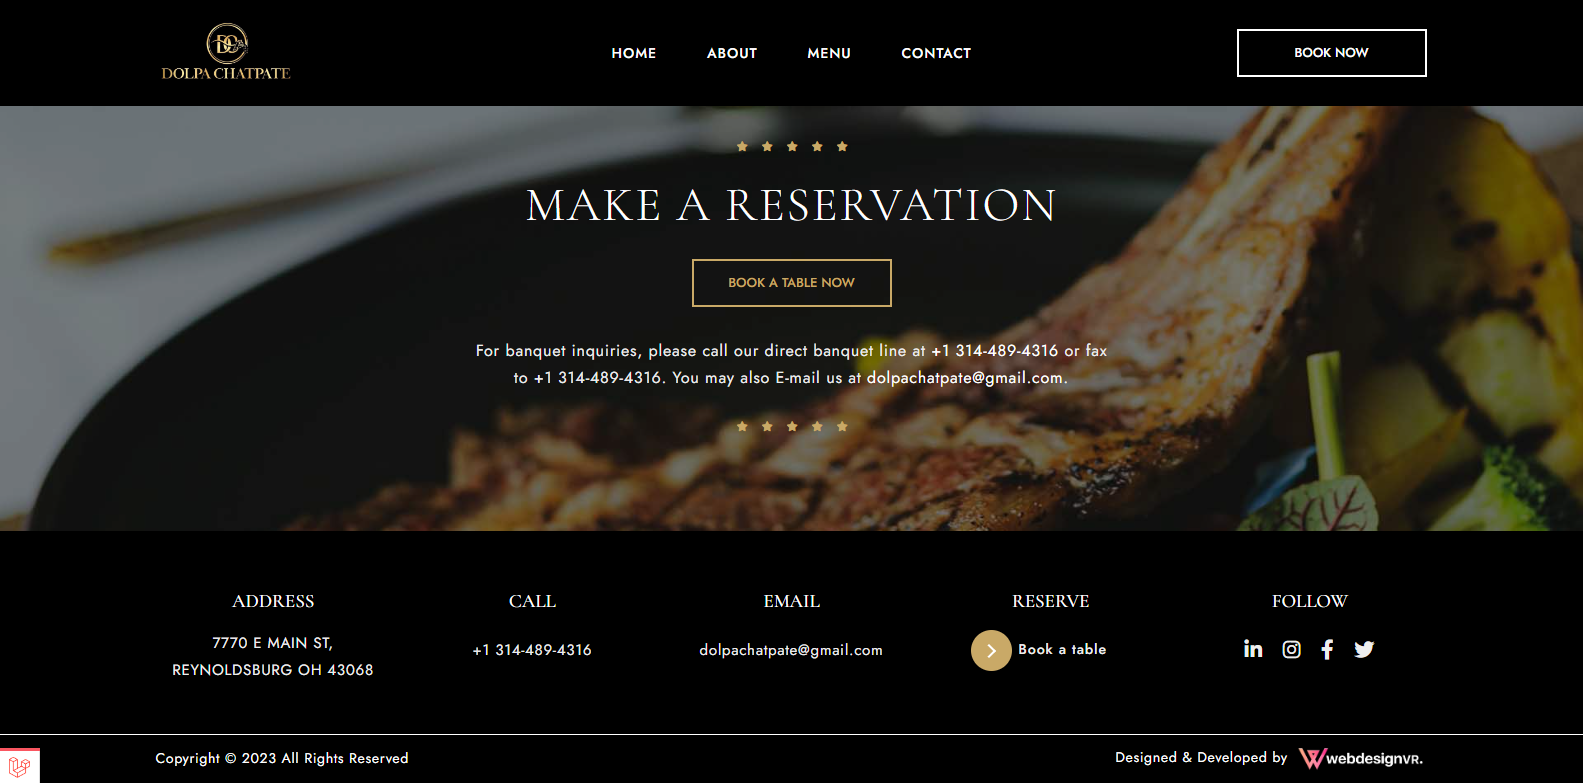 DC
DOLPA CHATPATE
HOME
ABOUT
MENU
CONTACT
BOOK NOW
MAKE A RESERVATION
BOOK A TABLE NOW
For banquet inquiries, please call our direct banquet line at +1 314-489-4316 or fax
to +1 314-489-4316. You may also E-mail us at dolpachatpate@gmail.com.
ADDRESS
7770 E MAIN ST,
REYNOLDSBURG OH 43068
CALL
+1 314-489-4316
EMAIL
dolpachatpate@gmail.com
RESERVE
Book a table
FOLLOW
Copyright © 2023 All Rights Reserved
Designed & Developed by
webdesignVR.